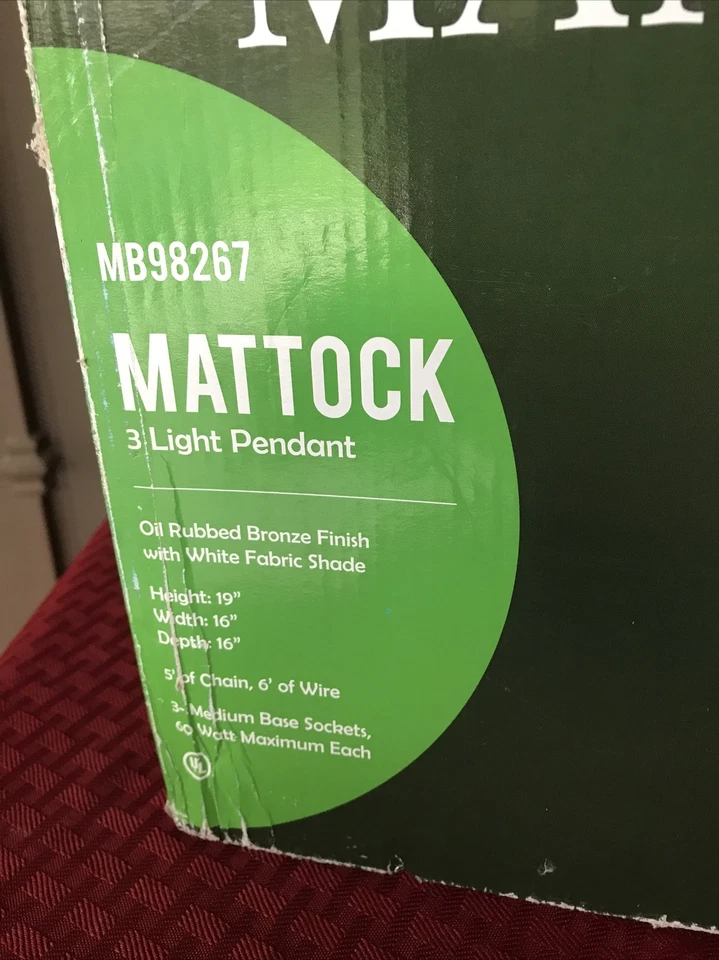 MB98267
MATTOCK
3 Light Pendant
Oil Rubbed Bronze Finish
with White Fabric Shade
Height: 19"
Width: 16"
Depth: 16"
5' of Chain, 6' of Wire
3- Medium Base Sockets,
60 Watt Maximum Each
UL